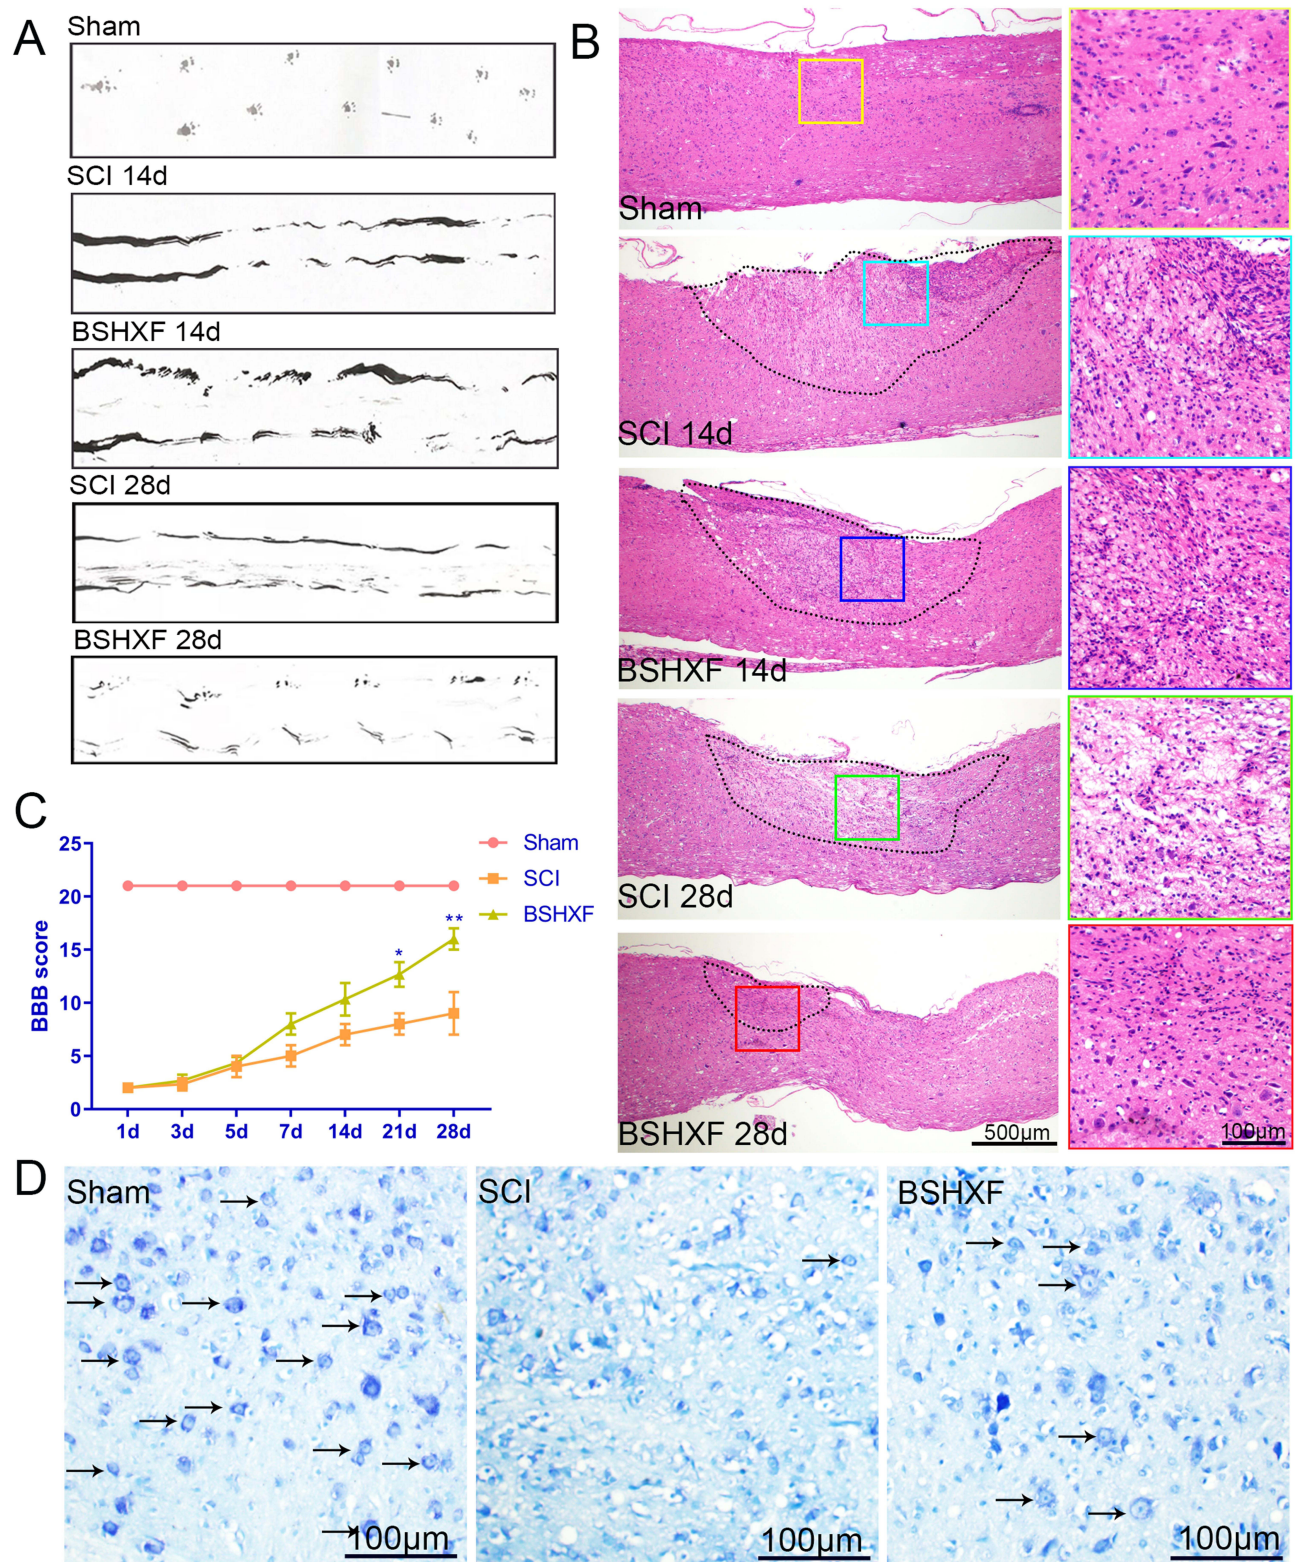 A
Sham
SCI 14d
BSHXF 14d
SCI 28d
BSHXF 28d
B
Sham
SCI 14d
BSHXF 14d
SCI 28d
BSHXF 28d
500μm
100μm
C
25
20
15
10
5
0
BBB score
1d 3d 5d 7d 14d 21d 28d
*
**
Sham
SCI
BSHXF
D
Sham
SCI
BSHXF
100μm
100μm
100μm